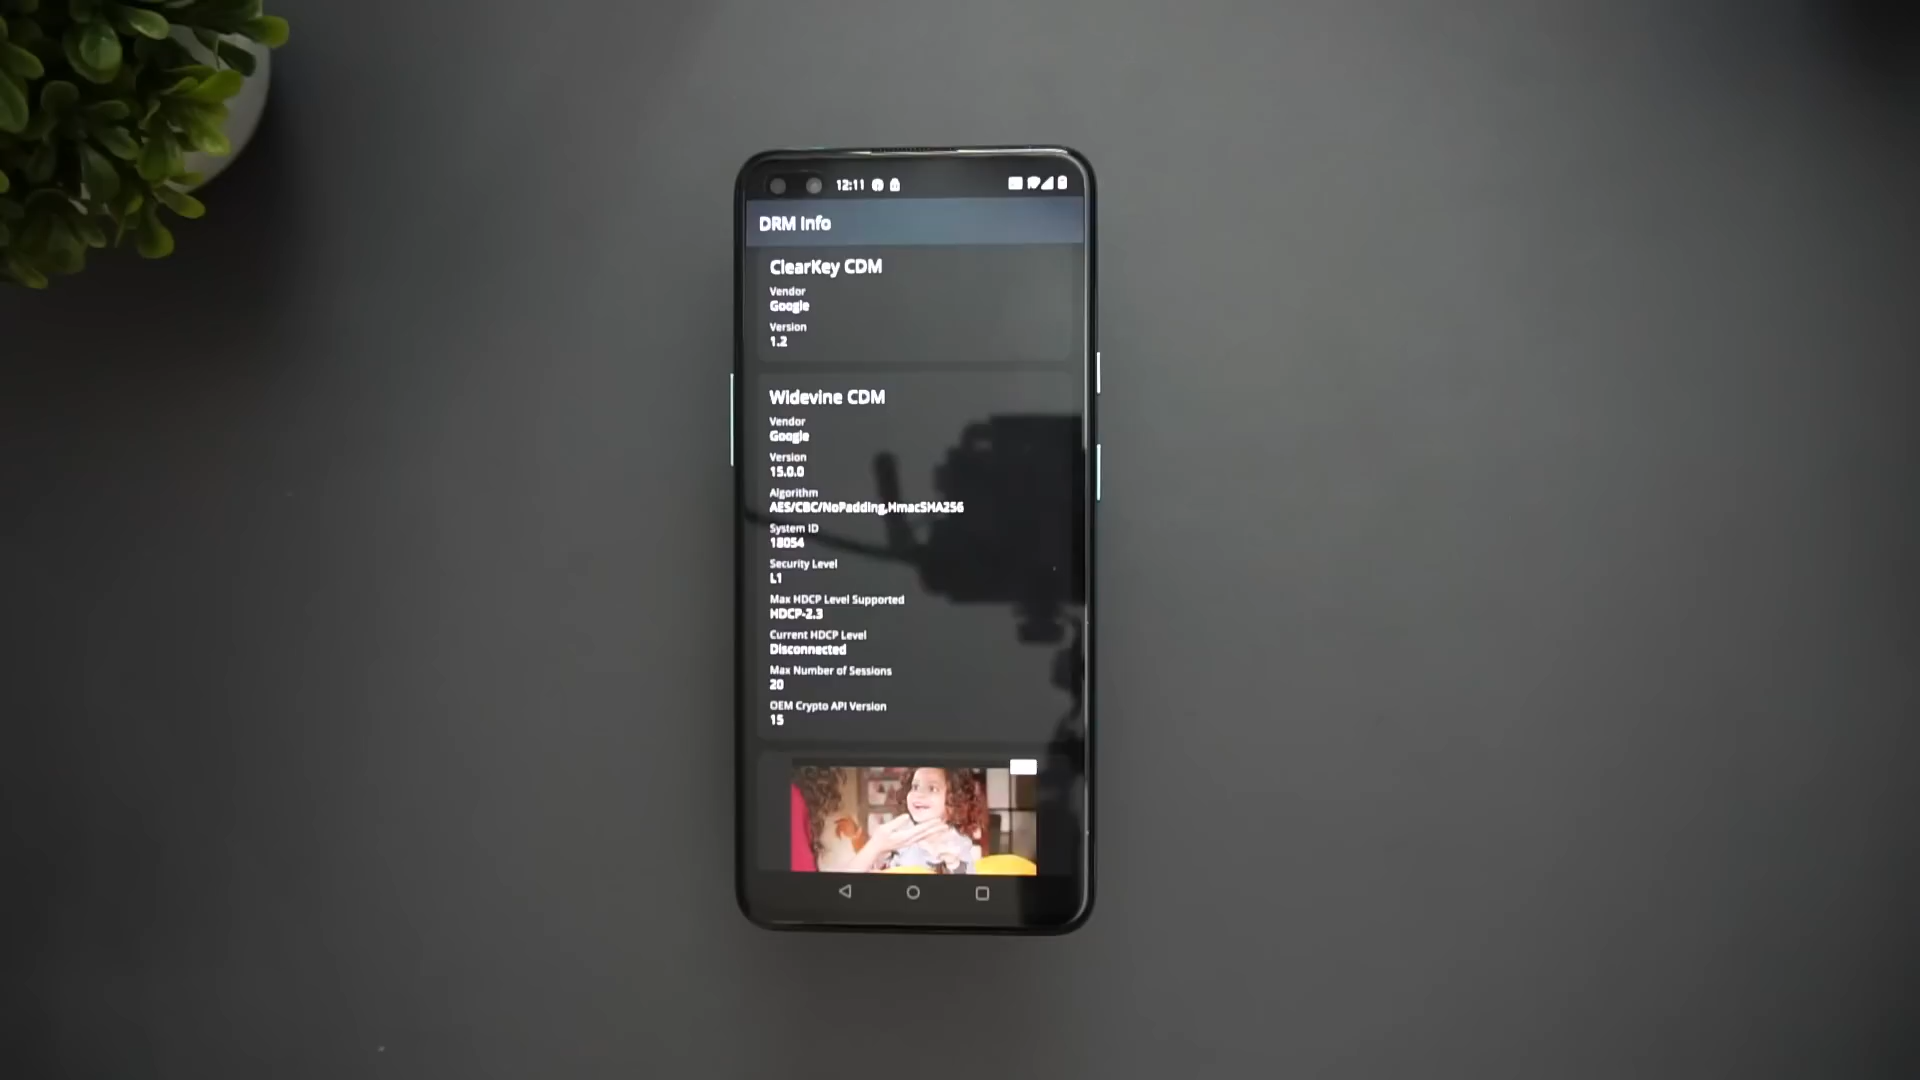 12:11
DRM Info
ClearKey CDM
Vendor
Google
Version
1.2
Widevine CDM
Vendor
Google
Version
15.0.0
Algorithm
AES/CBC/NoPadding,HmacSHA256
System ID
18054
Security Level
L1
Max HDCP Level Supported
HDCP-2.3
Current HDCP Level
Disconnected
Max Number of Sessions
20
OEM Crypto API Version
15